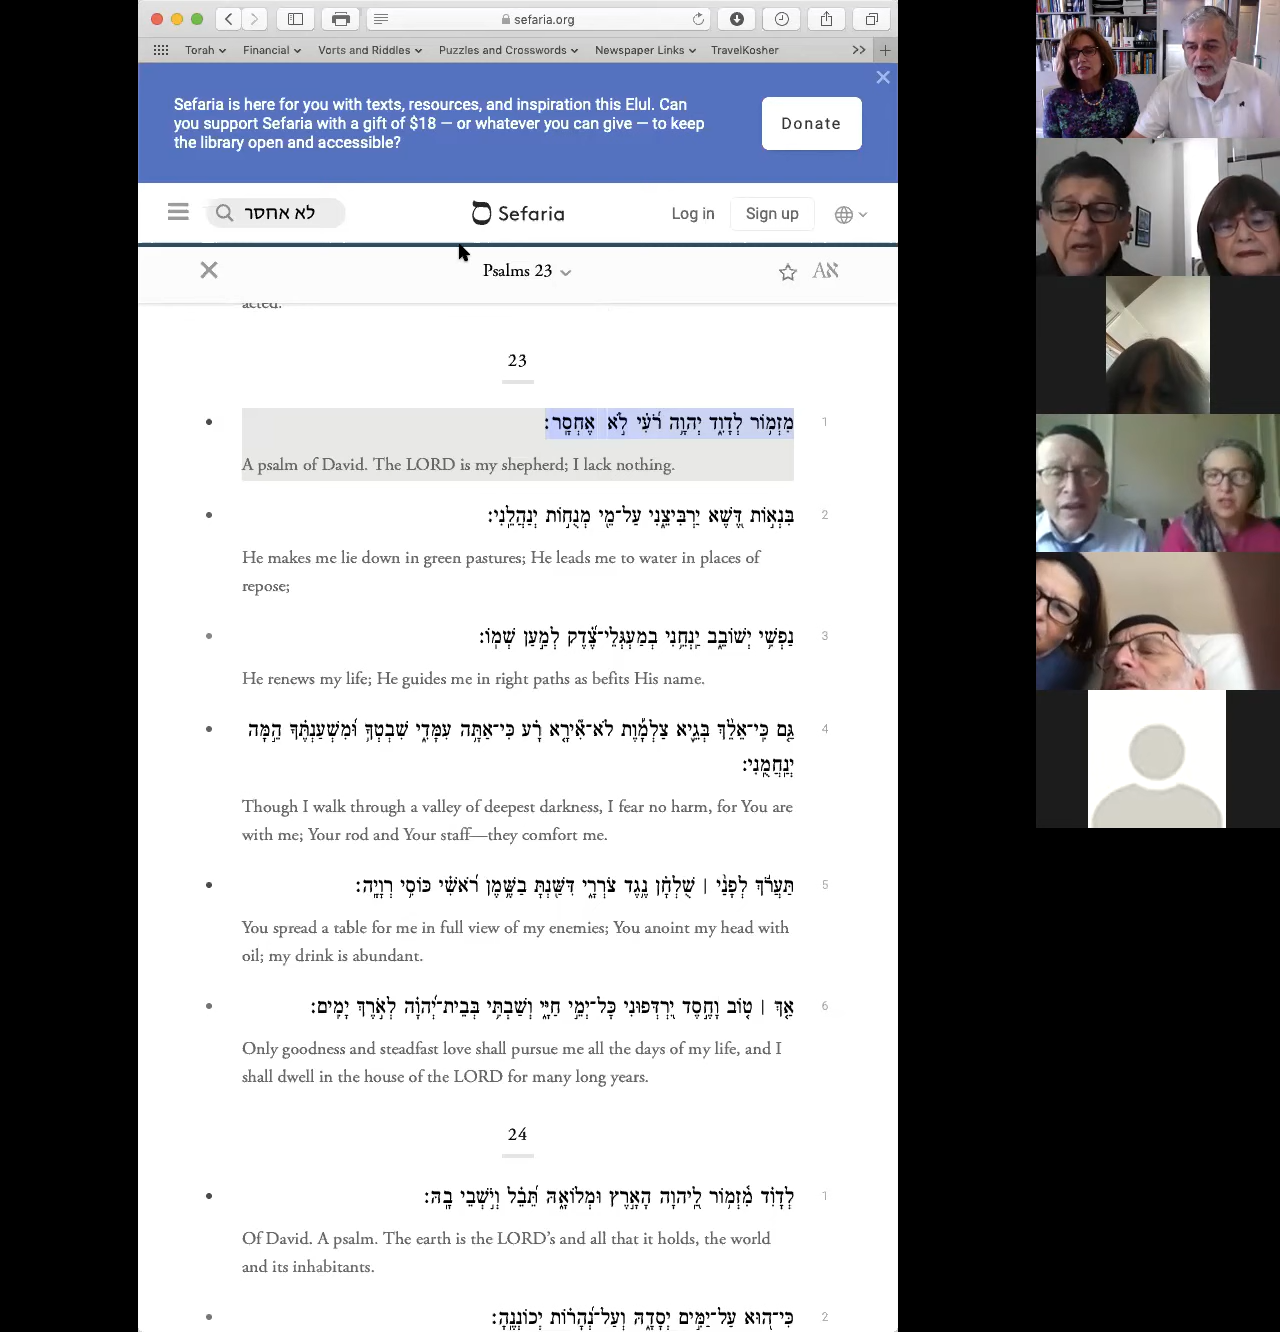 sefaria.org
Torah Financial Vorts and Riddles Puzzles and Crosswords Newspaper Links TravelKosher >>
Sefaria is here for you with texts, resources, and inspiration this Elul. Can
you support Sefaria with a gift of $18 — or whatever you can give — to keep
the library open and accessible?
Donate
לא אחסר
Sefaria
Log in
Sign up
Psalms 23
אA
acted.
23
1 מִזְמ֥וֹר לְדָוִ֑ד יְהוָ֥ה רֹ֝עִ֗י לֹ֣א אֶחְסָֽר׃
A psalm of David. The LORD is my shepherd; I lack nothing.
2 בִּנְא֣וֹת דֶּ֭שֶׁא יַרְבִּיצֵ֑נִי עַל־מֵ֖י מְנֻח֣וֹת יְנַהֲלֵֽנִי׃
He makes me lie down in green pastures; He leads me to water in places of
repose;
3 נַפְשִׁ֥י יְשׁוֹבֵ֑ב יַֽנְחֵ֥נִי בְמַעְגְּלֵי־צֶ֝֗דֶק לְמַ֣עַן שְׁמֽוֹ׃
He renews my life; He guides me in right paths as befits His name.
4 גַּ֤ם כִּֽי־אֵלֵ֨ךְ בְּגֵ֪יא צַלְמָ֡וֶת לֹא־אִ֘ירָ֤א רָ֗ע כִּי־אַתָּ֥ה עִמָּדִ֑י שִׁבְטְךָ֥ וּ֝מִשְׁעַנְתֶּ֗ךָ הֵ֣מָּה
יְנַֽחֲמֻֽנִי׃
Though I walk through a valley of deepest darkness, I fear no harm, for You are
with me; Your rod and Your staff—they comfort me.
5 תַּעֲרֹ֬ךְ לְפָנַ֨י ׀ שֻׁלְחָ֗ן נֶ֥גֶד צֹרְרָ֑י דִּשַּׁ֖נְתָּ בַשֶּׁ֥מֶן רֹ֝אשִׁ֗י כּוֹסִ֥י רְוָיָֽה׃
You spread a table for me in full view of my enemies; You anoint my head with
oil; my drink is abundant.
6 אַ֤ךְ ׀ ט֤וֹב וָחֶ֣סֶד יִ֭רְדְּפוּנִי כָּל־יְמֵ֣י חַיָּ֑י וְשַׁבְתִּ֥י בְּבֵית־יְ֝הוָ֗ה לְאֹ֣רֶךְ יָמִֽים׃
Only goodness and steadfast love shall pursue me all the days of my life, and I
shall dwell in the house of the LORD for many long years.
24
1 לְדָוִ֗ד מִ֫זְמ֥וֹר לַֽ֭יהוָה הָאָ֣רֶץ וּמְלוֹאָ֑הּ תֵּ֝בֵ֗ל וְיֹ֣שְׁבֵי בָֽהּ׃
Of David. A psalm. The earth is the LORD’s and all that it holds, the world
and its inhabitants.
2 כִּי־ה֭וּא עַל־יַמִּ֣ים יְסָדָ֑הּ וְעַל־נְ֝הָר֗וֹת יְכוֹנְנֶֽהָ׃